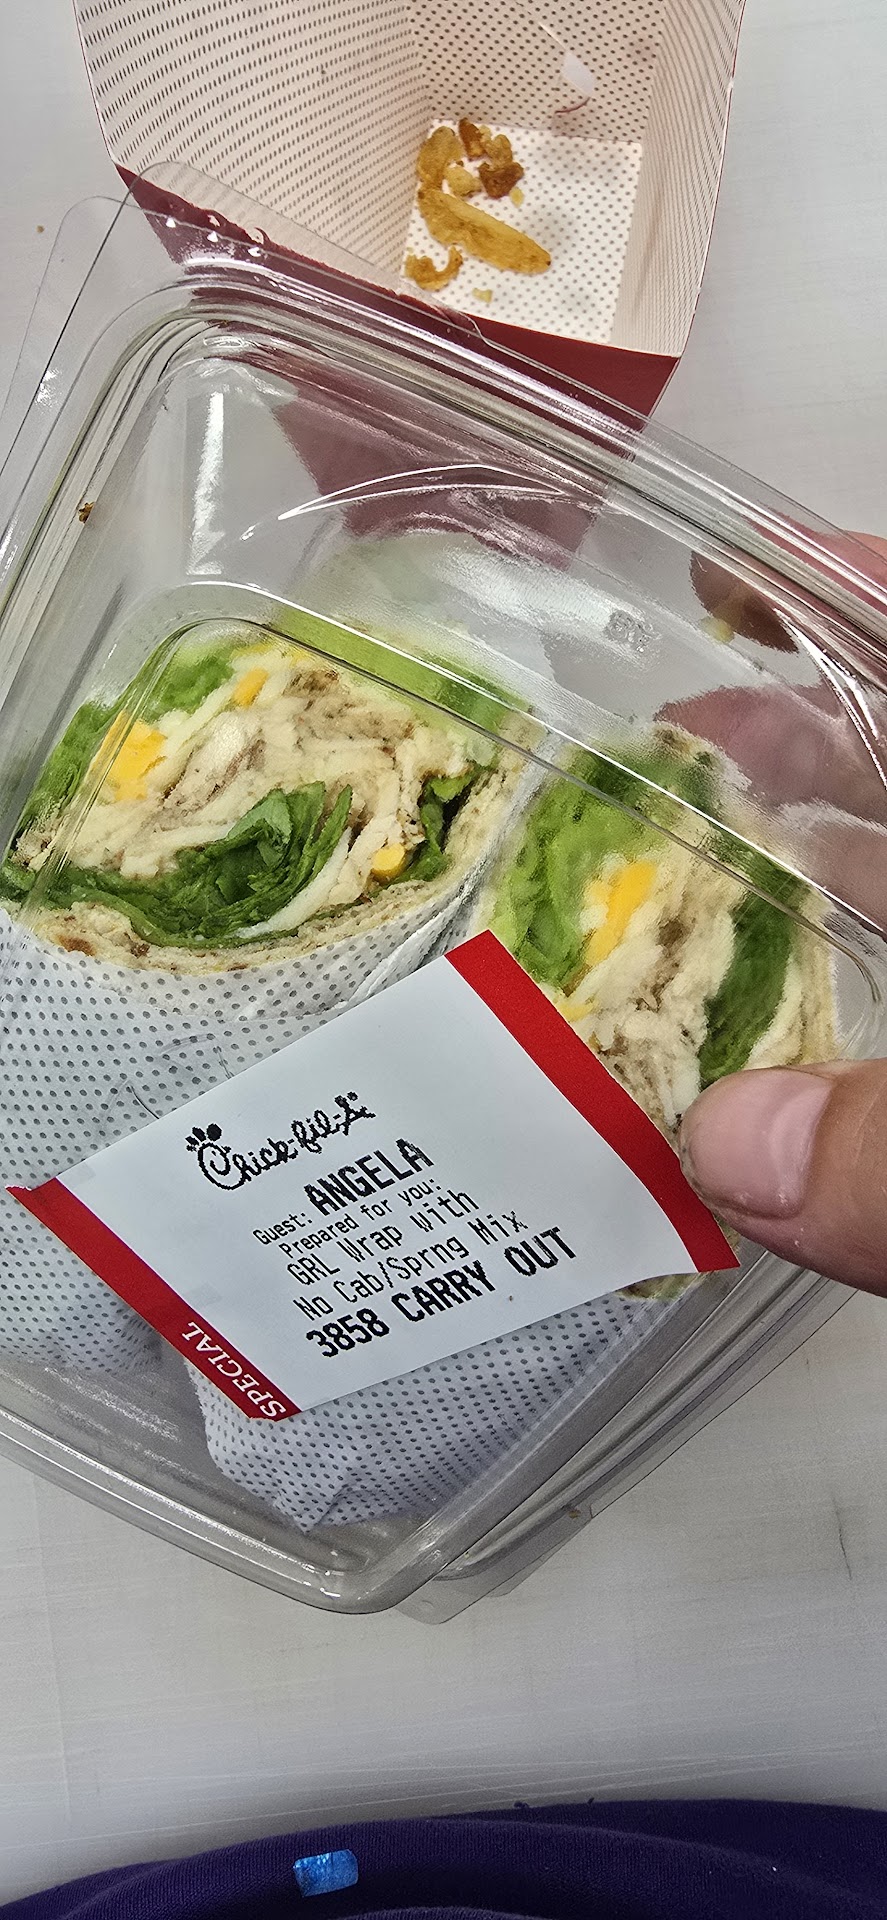 Chick-fil-A
Guest: ANGELA
Prepared for you:
GRL Wrap with
No Cab/Sprng Mix
3858 CARRY OUT
SPECIAL